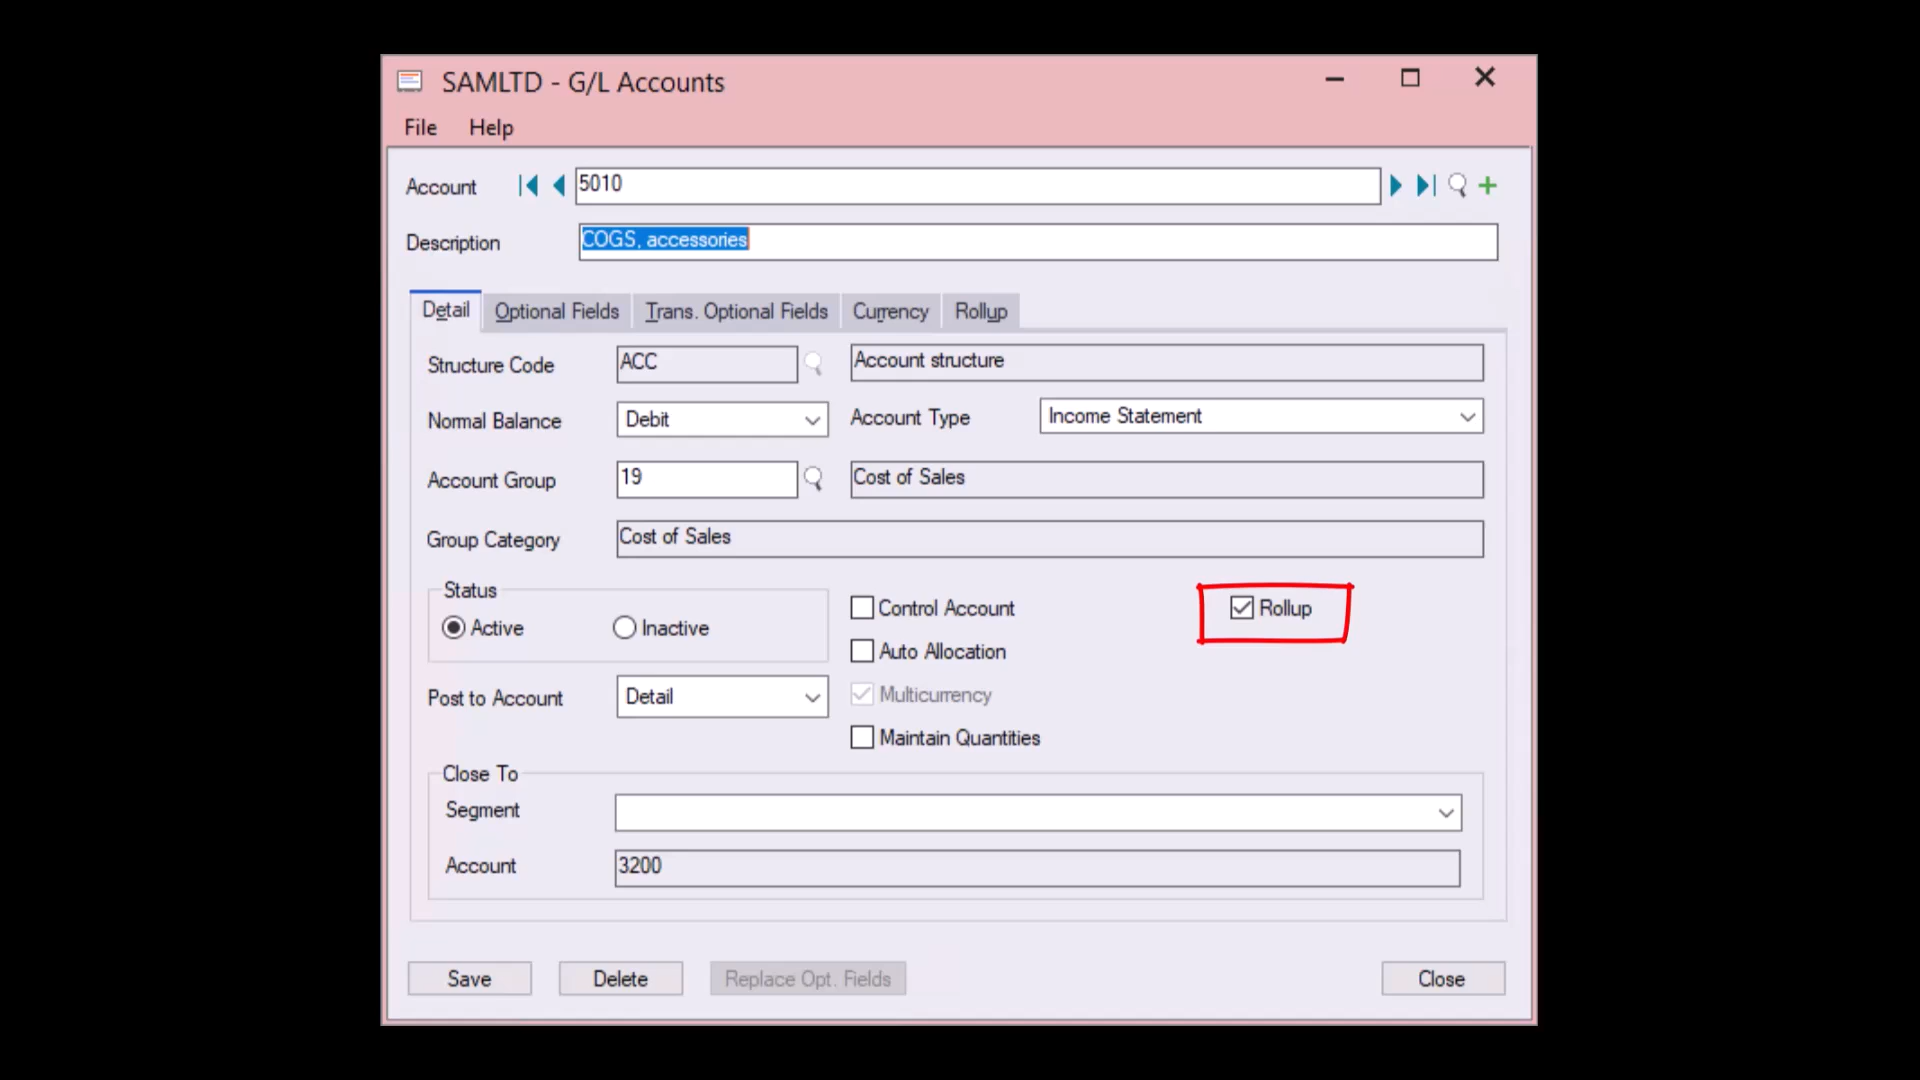 SAMLTD - G/L Accounts
File Help
Account 5010
Description COGS, accessories
Detail Optional Fields Trans. Optional Fields Currency Rollup
Structure Code ACC Account structure
Normal Balance Debit Account Type Income Statement
Account Group 19 Cost of Sales
Group Category Cost of Sales
Status
Active Inactive
Control Account Rollup
Auto Allocation
Post to Account Detail
Multicurrency
Maintain Quantities
Close To
Segment
Account 3200
Save Delete Replace Opt. Fields Close